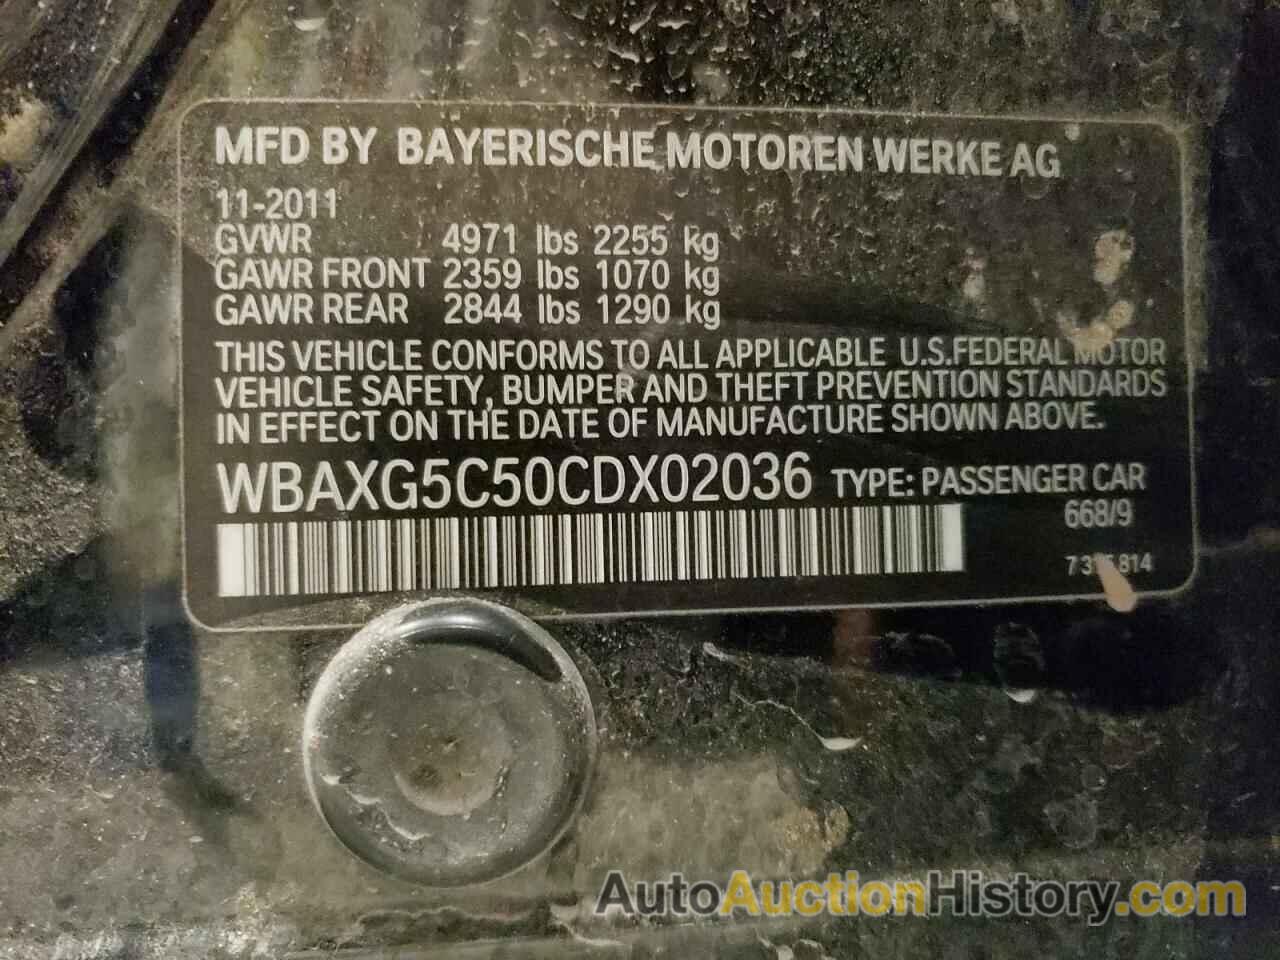 MFD BY BAYERISCHE MOTOREN WERKE AG
11-2011
GVWR 4971 lbs 2255 kg
GAWR FRONT 2359 lbs 1070 kg
GAWR REAR 2844 lbs 1290 kg
THIS VEHICLE CONFORMS TO ALL APPLICABLE U.S.FEDERAL MOTOR
VEHICLE SAFETY, BUMPER AND THEFT PREVENTION STANDARDS
IN EFFECT ON THE DATE OF MANUFACTURE SHOWN ABOVE.
WBAXG5C50CDX02036 TYPE: PASSENGER CAR
668/9
AutoAuctionHistory.com